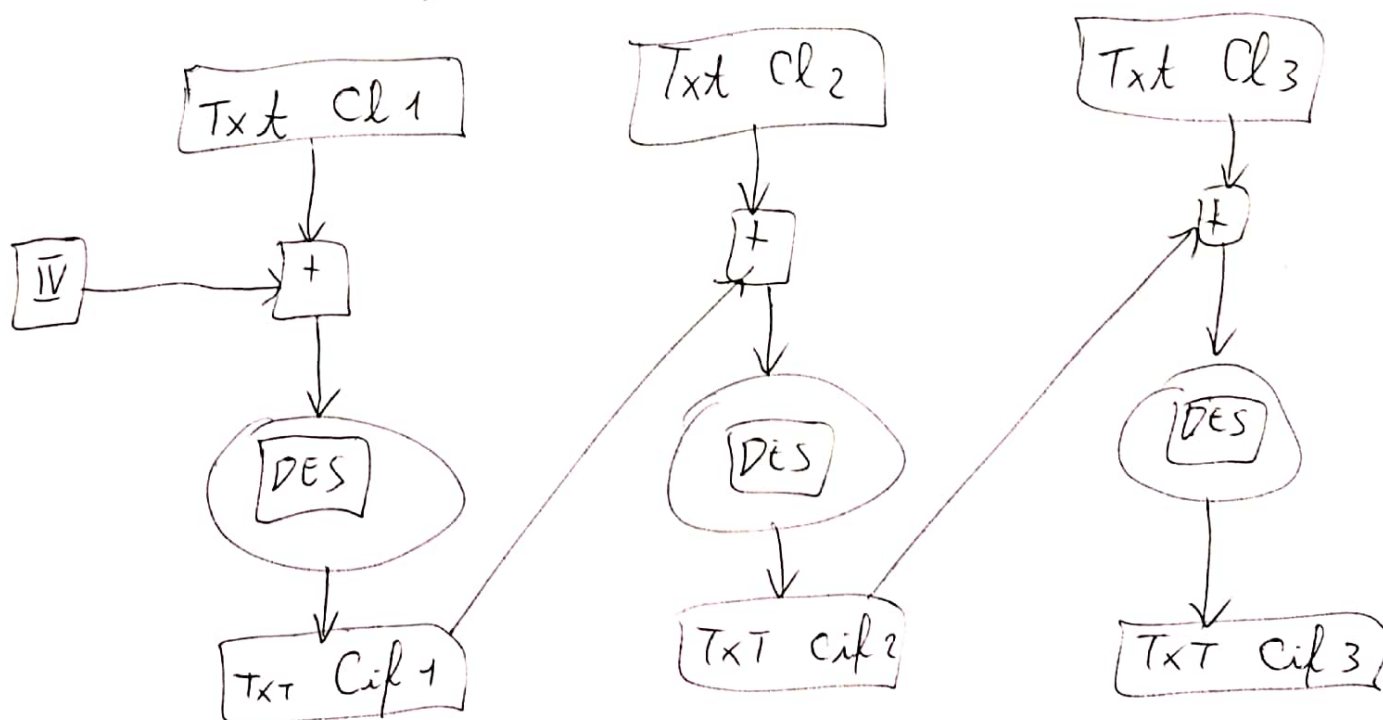 Txt Cl 1
Txt Cl 2
Txt Cl 3
IV
+
+
+
DES
DES
DES
TxT Cif 1
TxT Cif 2
TxT Cif 3